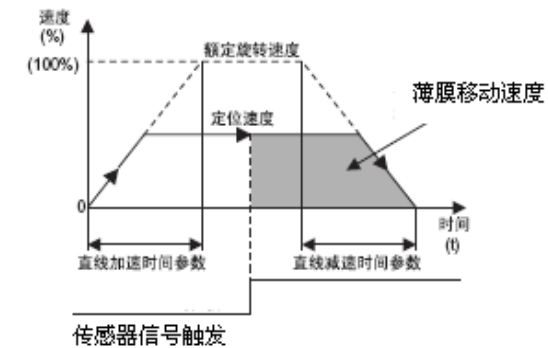 速度
(%)
额定旋转速度
(100%)
薄膜移动速度
定位速度
0
时间
(t)
直线加速时间参数
直线减速时间参数
传感器信号触发